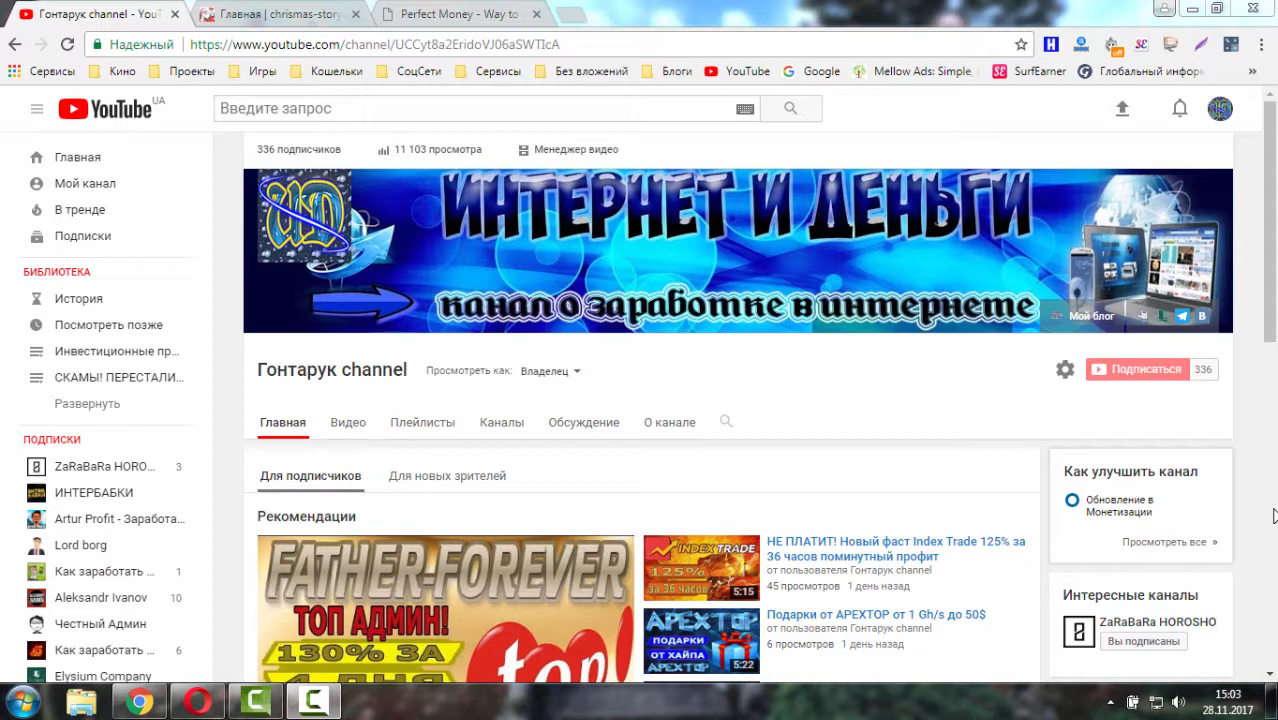 Гонтарук channel - You
Главная | chrismas-story
Perfect Money - Way to
Надежный
https://www.youtube.com/channel/UCCyt8a2EridoVJ06aSWTIcA
Сервисы Кино Проекты Игры Кошельки СоцСети Сервисы Без вложений Блоги YouTube Google Mellow Ads: Simple, SurfEarner Глобальный инфор
YouTube UA
Введите запрос
336 подписчиков 11 103 просмотра Менеджер видео
Главная
Мой канал
В тренде
Подписки
БИБЛИОТЕКА
История
Посмотреть позже
Инвестиционные пр...
СКАМЫ! ПЕРЕСТАЛИ...
Развернуть
ПОДПИСКИ
ZaRaBaRa HORO... 3
ИНТЕРБАБКИ
Artur Profit - Заработа...
Lord borg
Как заработать ... 1
Aleksandr Ivanov 10
Честный Админ
Как заработать ... 6
Elysium Company
ИНТЕРНЕТ И ДЕНЬГИ
канал о заработке в интернете
Мой блог
Гонтарук channel
Просмотреть как: Владелец
Подписаться 336
Главная Видео Плейлисты Каналы Обсуждение О канале
Для подписчиков Для новых зрителей
Рекомендации
FATHER-FOREVER
ТОП АДМИН!
130% ЗА
4 ДНЯ
top!
INDEX TRADE
125%
за 36 часов
5:15
НЕ ПЛАТИТ! Новый фаст Index Trade 125% за
36 часов поминутный профит
от пользователя Гонтарук channel
45 просмотров 1 день назад
APEXTOP
ПОДАРКИ
ОТ ХАЙПА
APEXTOP
5:22
Подарки от APEXTOP от 1 Gh/s до 50$
от пользователя Гонтарук channel
6 просмотров 1 день назад
Как улучшить канал
Обновление в
Монетизации
Просмотреть все »
Интересные каналы
ZaRaBaRa HOROSHO
Вы подписаны
15:03
28.11.2017